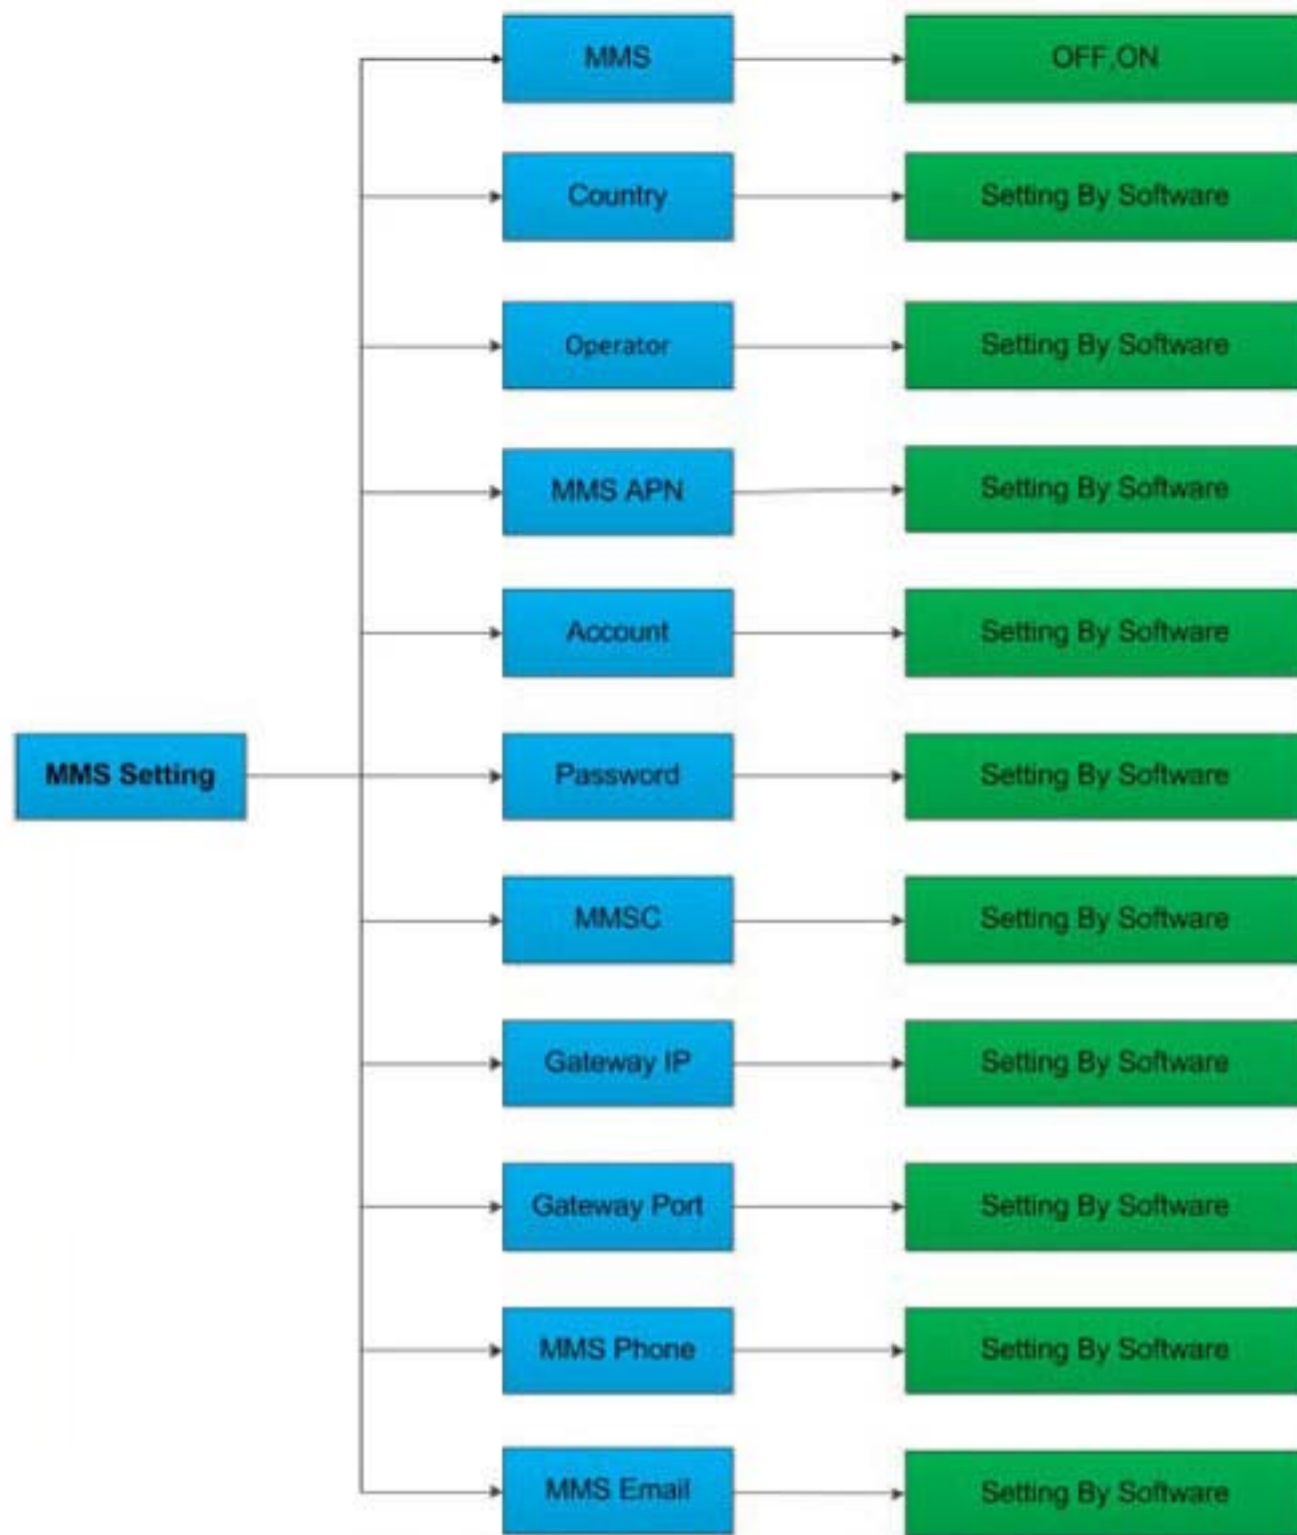 MMS OFF,ON
Country Setting By Software
Operator Setting By Software
MMS APN Setting By Software
Account Setting By Software
MMS Setting Password Setting By Software
MMSC Setting By Software
Gateway IP Setting By Software
Gateway Port Setting By Software
MMS Phone Setting By Software
MMS Email Setting By Software